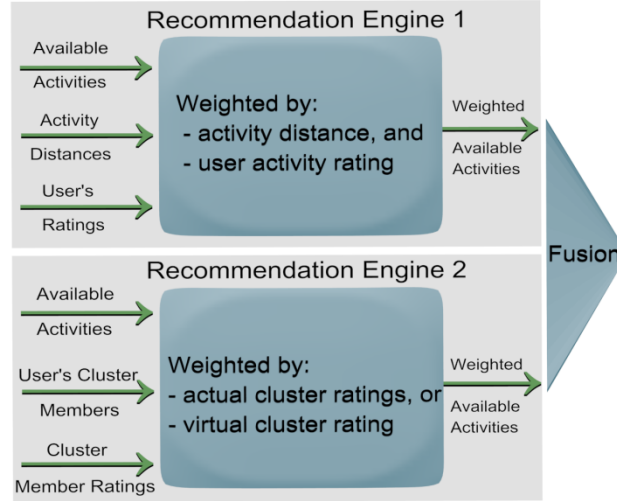 Recommendation Engine 1
Available
Activities
Activity
Distances
User's
Ratings
Weighted by:
- activity distance, and
- user activity rating
Weighted
Available
Activities
Recommendation Engine 2
Available
Activities
User's Cluster
Members
Cluster
Member Ratings
Weighted by:
- actual cluster ratings, or
- virtual cluster rating
Weighted
Available
Activities
Fusion